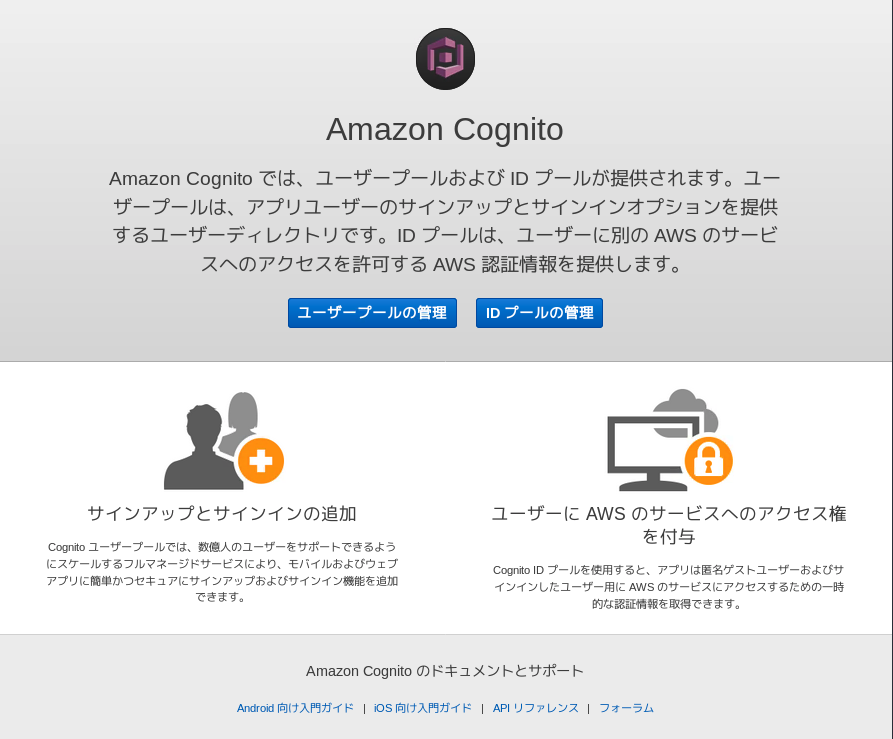 Amazon Cognito
Amazon Cognito では、ユーザープールおよび ID プールが提供されます。ユー
ザープールは、アプリユーザーのサインアップとサインインオプションを提供
するユーザーディレクトリです。ID プールは、ユーザーに別の AWS のサービ
スへのアクセスを許可する AWS 認証情報を提供します。
ユーザープールの管理
ID プールの管理
サインアップとサインインの追加
Cognito ユーザープールでは、数億人のユーザーをサポートできるよう
にスケールするフルマネージドサービスにより、モバイルおよびウェブ
アプリに簡単かつセキュアにサインアップおよびサインイン機能を追加
できます。
ユーザーに AWS のサービスへのアクセス権
を付与
Cognito ID プールを使用すると、アプリは匿名ゲストユーザーおよびサ
インインしたユーザー用に AWS のサービスにアクセスするための一時
的な認証情報を取得できます。
Amazon Cognito のドキュメントとサポート
Android 向け入門ガイド | iOS 向け入門ガイド | API リファレンス | フォーラム